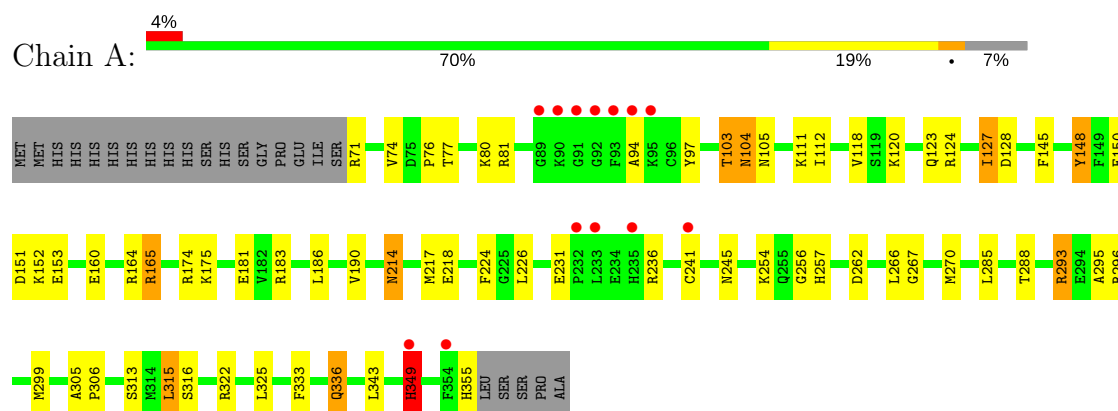 4%
Chain A:
70% 19% • 7%
MET MET HIS HIS HIS HIS HIS HIS HIS HIS SER HIS SER GLY PRO GLU ILE SER R71 V74 D75 P76 T77 K80 R81 G89 K90 G91 G92 F93 A94 K95 G96 Y97 T103 N104 N105 K111 I112 V118 S119 K120 Q123 R124 I127 D128 F145 Y148 F149
D151 K152 E153 E160 R164 R165 R174 K175 E181 V182 R183 L186 V190 N214 M217 E218 F224 G225 L226 E231 P232 L233 E234 H235 R236 C241 N245 K254 Q255 G256 H257 D262 L266 G267 M270 L285 T288 R293 E294 A295
M299 A305 P306 S313 M314 L315 S316 R322 L325 F333 Q336 L343 H349 F354 H355 LEU SER SER PRO ALA